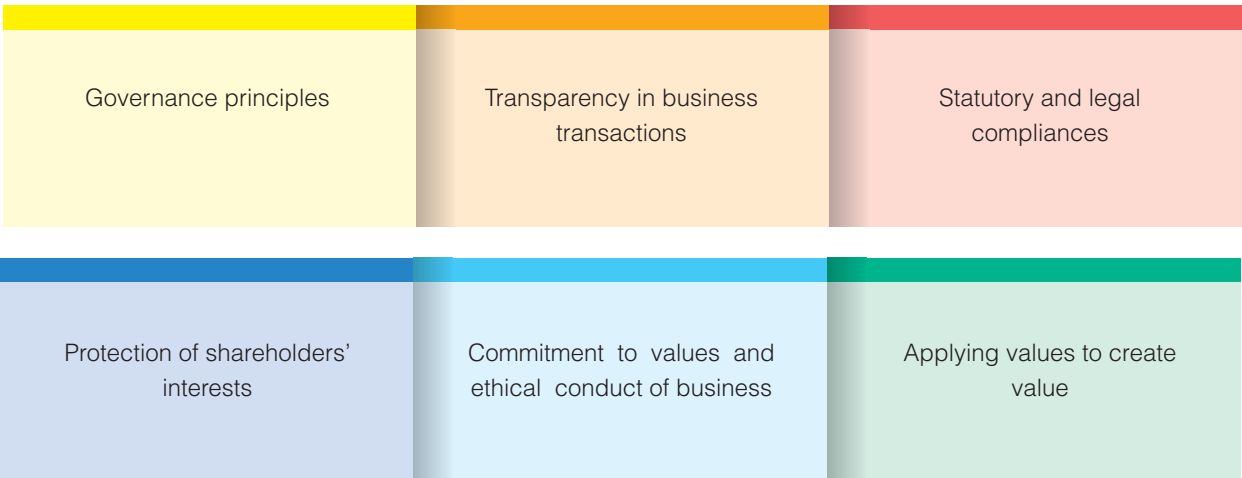 Governance principles
Transparency in business
transactions
Statutory and legal
compliances
Protection of shareholders’
interests
Commitment to values and
ethical conduct of business
Applying values to create
value